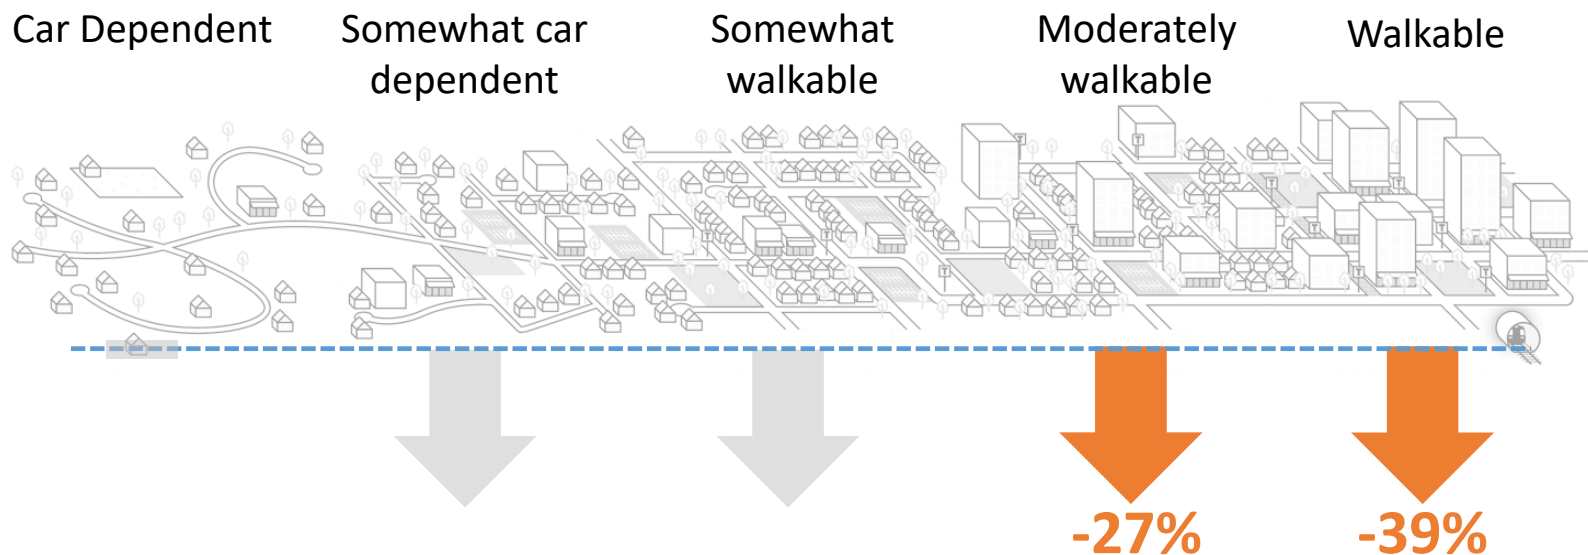 Car Dependent
Somewhat car
dependent
Somewhat
walkable
Moderately
walkable
Walkable
-27%
-39%